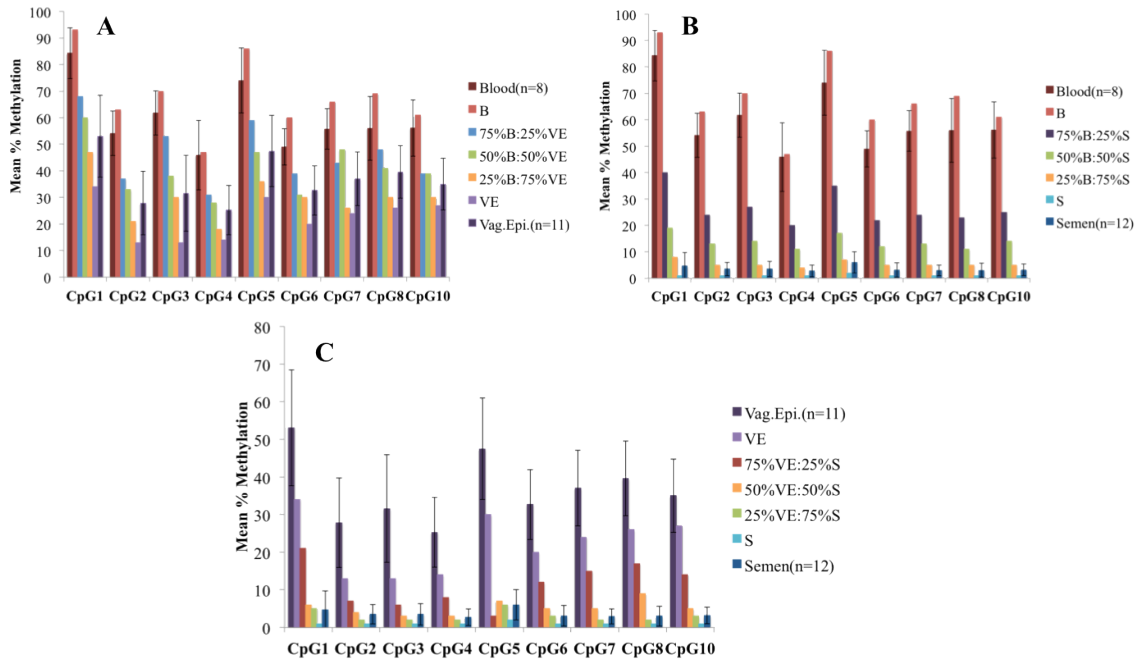 A
Mean % Methylation
100
90
80
70
60
50
40
30
20
10
0
CpG1 CpG2 CpG3 CpG4 CpG5 CpG6 CpG7 CpG8 CpG10
Blood(n=8)
B
75%B:25%VE
50%B:50%VE
25%B:75%VE
VE
Vag.Epi.(n=11)
B
Mean % Methylation
100
90
80
70
60
50
40
30
20
10
0
CpG1 CpG2 CpG3 CpG4 CpG5 CpG6 CpG7 CpG8 CpG10
Blood(n=8)
B
75%B:25%S
50%B:50%S
25%B:75%S
S
Semen(n=12)
C
Mean % Methylation
80
70
60
50
40
30
20
10
0
CpG1 CpG2 CpG3 CpG4 CpG5 CpG6 CpG7 CpG8 CpG10
Vag.Epi.(n=11)
VE
75%VE:25%S
50%VE:50%S
25%VE:75%S
S
Semen(n=12)